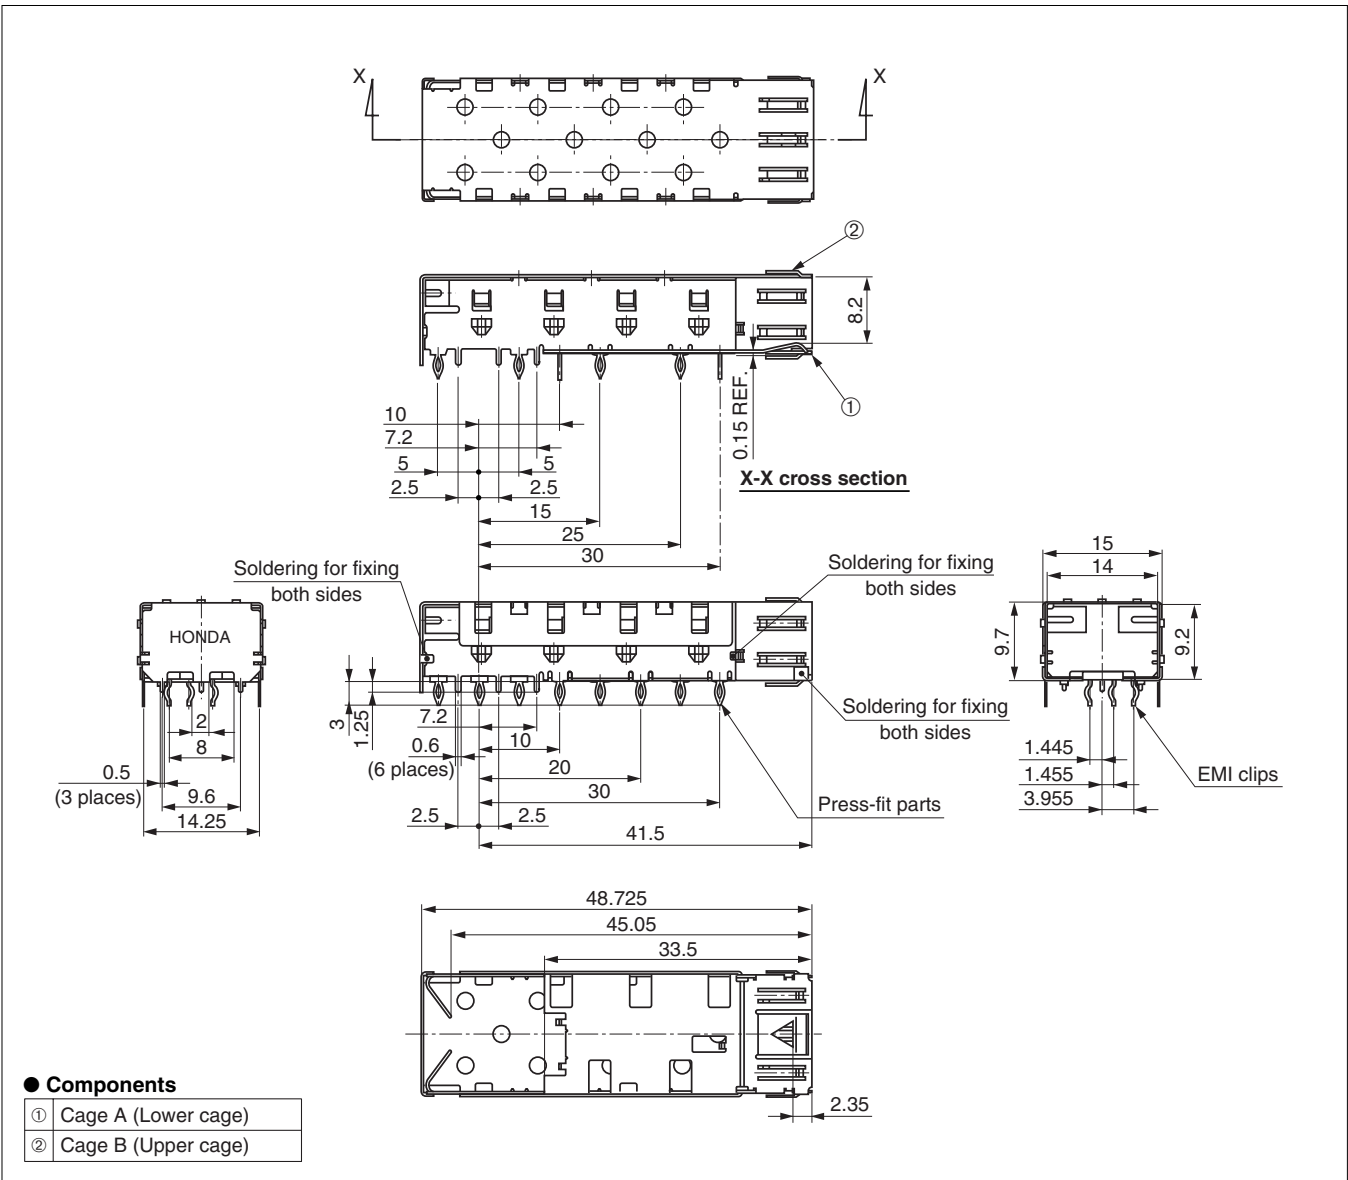 X
X
②
8.2
0.15 REF.
①
10
7.2
5
5
2.5
2.5
X-X cross section
15
25
30
Soldering for fixing
both sides
Soldering for fixing
both sides
15
14
HONDA
9.7
9.2
3
1.25
7.2
10
0.6
(6 places)
20
30
2.5
2.5
41.5
Soldering for fixing
both sides
Press-fit parts
2
8
0.5
(3 places)
9.6
14.25
1.445
1.455
3.955
EMI clips
48.725
45.05
33.5
2.35
● Components
① Cage A (Lower cage)
② Cage B (Upper cage)